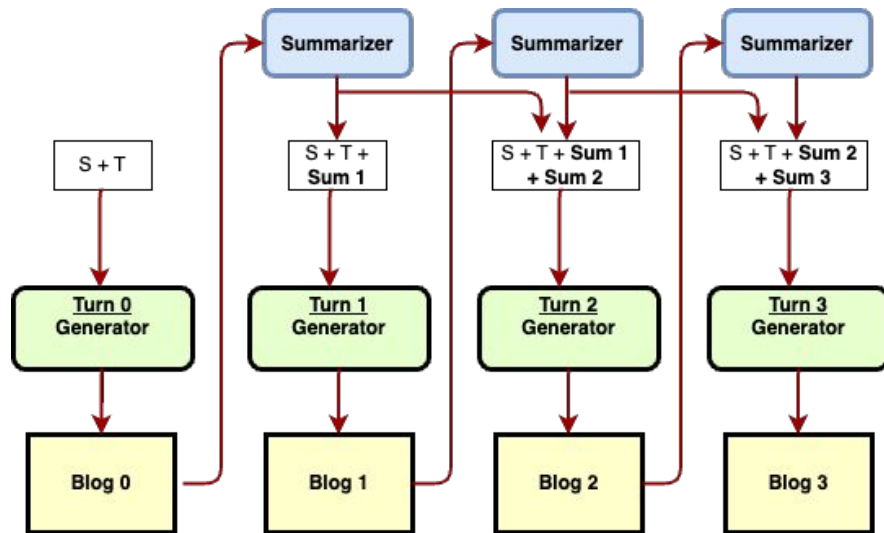 Summarizer
Summarizer
Summarizer
S + T
S + T +
Sum 1
S + T + Sum 1
+ Sum 2
S + T + Sum 2
+ Sum 3
Turn 0
Generator
Turn 1
Generator
Turn 2
Generator
Turn 3
Generator
Blog 0
Blog 1
Blog 2
Blog 3